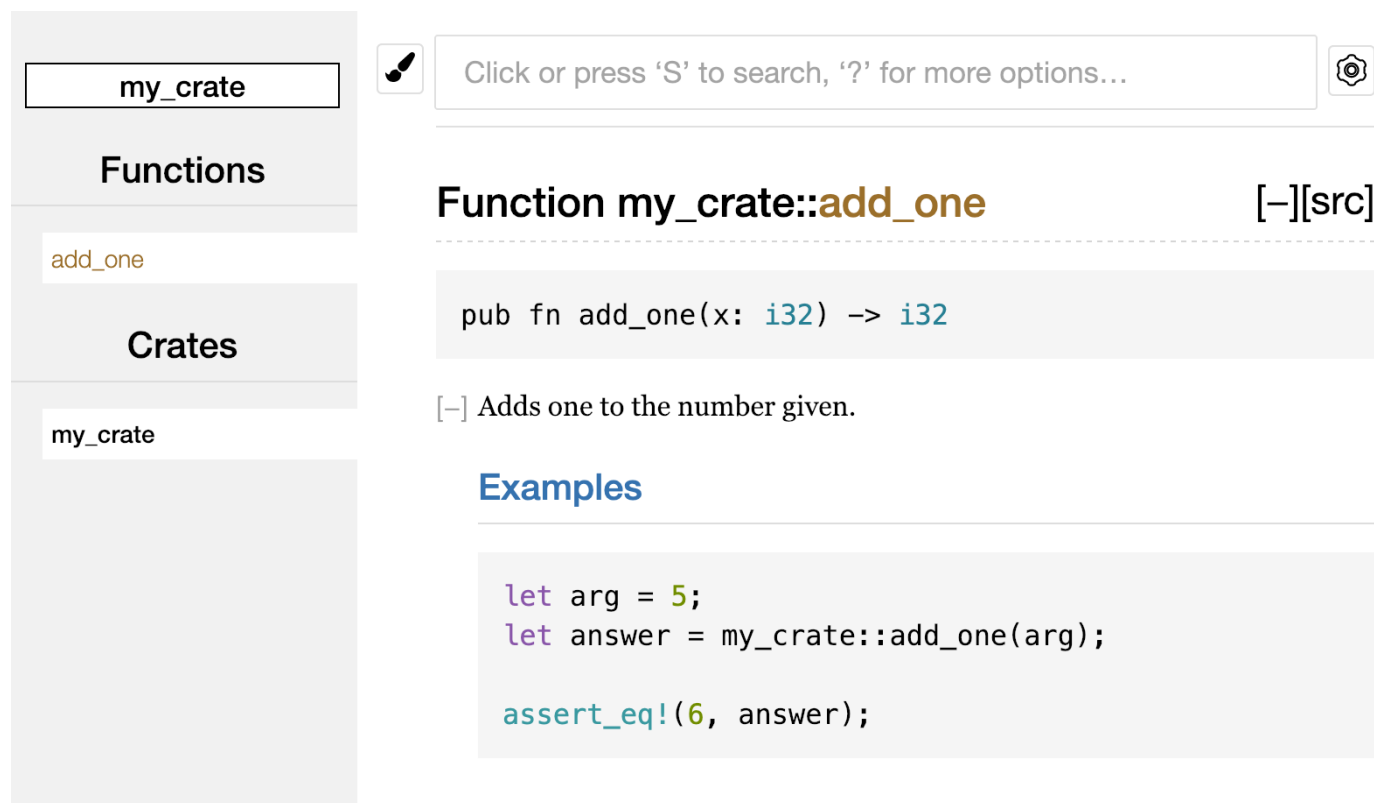 my_crate
Functions
add_one
Crates
my_crate
Click or press ‘S’ to search, ‘?’ for more options…
Function my_crate::add_one
[−][src]
pub fn add_one(x: i32) -> i32
[−] Adds one to the number given.
Examples
let arg = 5;
let answer = my_crate::add_one(arg);
assert_eq!(6, answer);